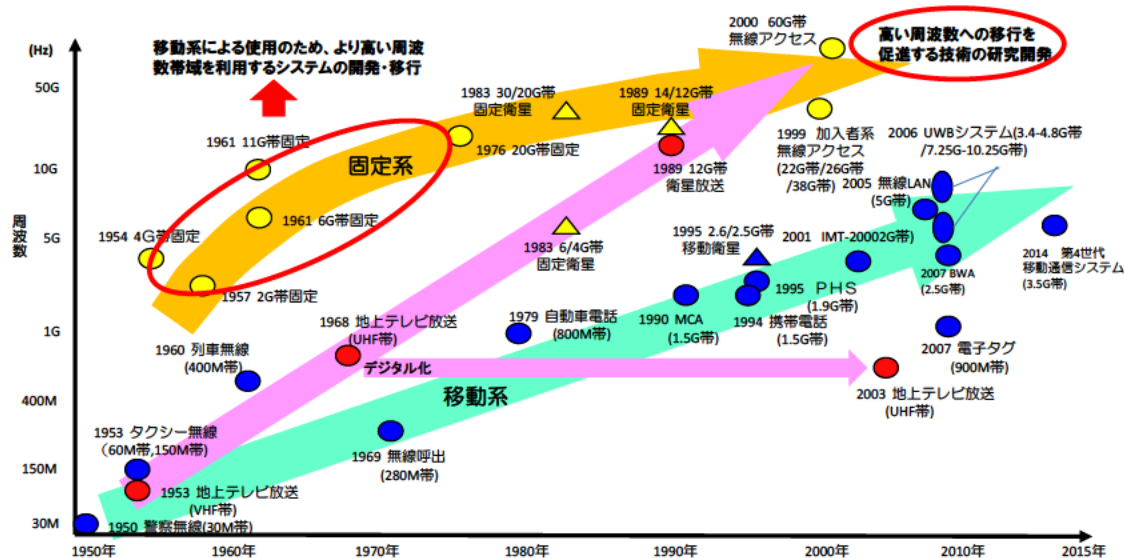 2000 60G帯
無線アクセス
高い周波数への移行を
促進する技術の研究開発
(Hz)
移動系による使用のため、より高い周波
数帯域を利用するシステムの開発・移行
50G
1983 30/20G帯
固定衛星
1989 14/12G帯
固定衛星
1961 11G帯固定
固定系
1976 20G帯固定
1999 加入者系
無線アクセス
(22G帯/26G帯
/38G帯)
2006 UWBシステム(3.4-4.8G帯
/7.25G-10.25G帯)
10G
1989 12G帯
衛星放送
2005 無線LAN
(5G帯)
周波数
1961 6G帯固定
5G
1954 4G帯固定
1983 6/4G帯
固定衛星
1995 2.6/2.5G帯
移動衛星
2001 IMT-20002G帯)
2007 BWA
(2.5G帯)
2014 第4世代
移動通信システム
(3.5G帯)
1957 2G帯固定
1995 PHS
(1.9G帯)
1G
1968 地上テレビ放送
(UHF帯)
1979 自動車電話
(800M帯)
1990 MCA
(1.5G帯)
1994 携帯電話
(1.5G帯)
2007 電子タグ
(900M帯)
1960 列車無線
(400M帯)
デジタル化
2003 地上テレビ放送
(UHF帯)
400M
移動系
1953 タクシー無線
(60M帯,150M帯)
1969 無線呼出
(280M帯)
150M
1953 地上テレビ放送
(VHF帯)
30M
1950 警察無線(30M帯)
1950年
1960年
1970年
1980年
1990年
2000年
2010年
2015年